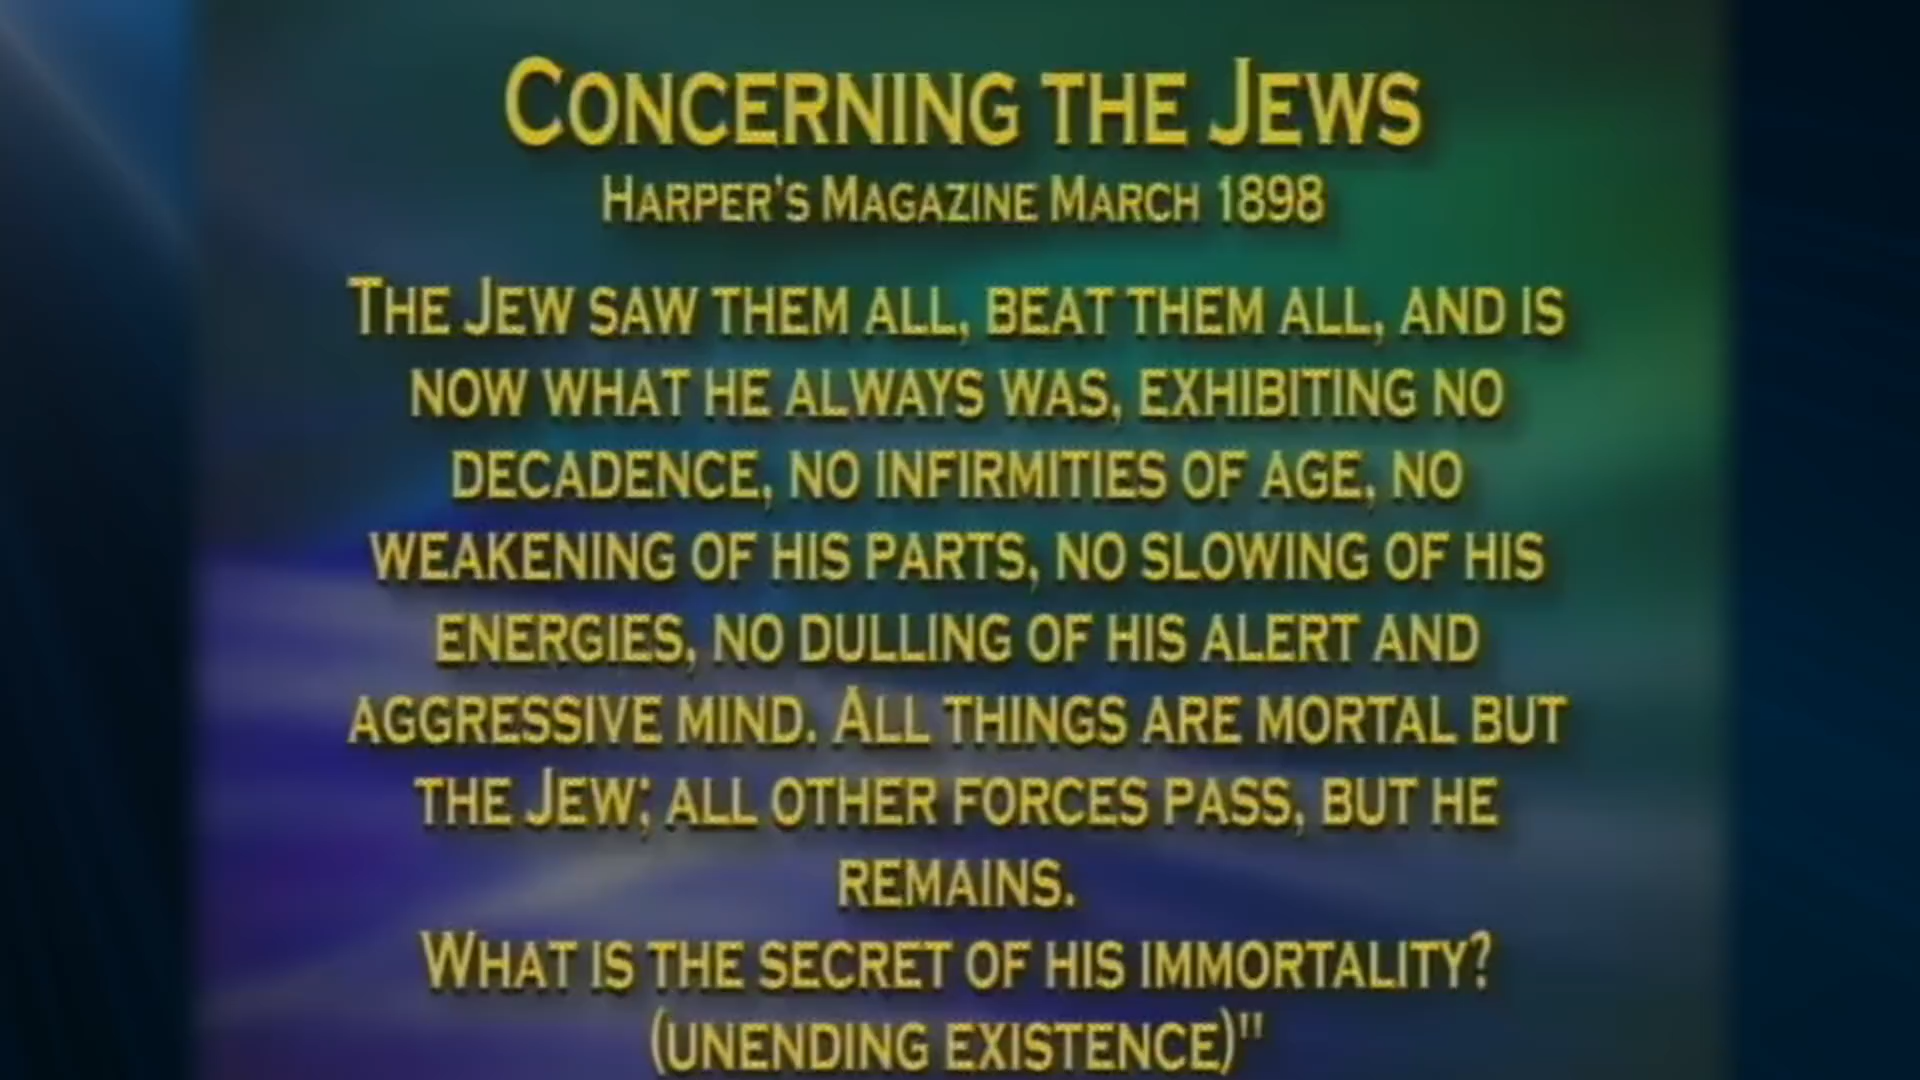 CONCERNING THE JEWS
HARPER'S MAGAZINE MARCH 1898
THE JEW SAW THEM ALL, BEAT THEM ALL, AND IS
NOW WHAT HE ALWAYS WAS, EXHIBITING NO
DECADENCE, NO INFIRMITIES OF AGE, NO
WEAKENING OF HIS PARTS, NO SLOWING OF HIS
ENERGIES, NO DULLING OF HIS ALERT AND
AGGRESSIVE MIND. ALL THINGS ARE MORTAL BUT
THE JEW; ALL OTHER FORCES PASS, BUT HE
REMAINS.
WHAT IS THE SECRET OF HIS IMMORTALITY?
(UNENDING EXISTENCE)"